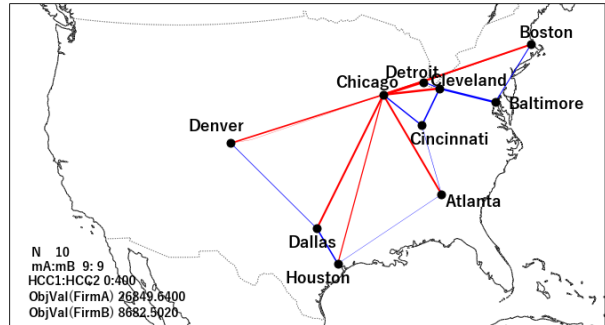 Boston
Detroit
Cleveland
Chicago
Baltimore
Denver
Cincinnati
Atlanta
Dallas
Houston
N 10
mA:mB 9: 9
HCC1:HCC2 0:400
ObjVal(FirmA) 26849.6400
ObjVal(FirmB) 8682.5020